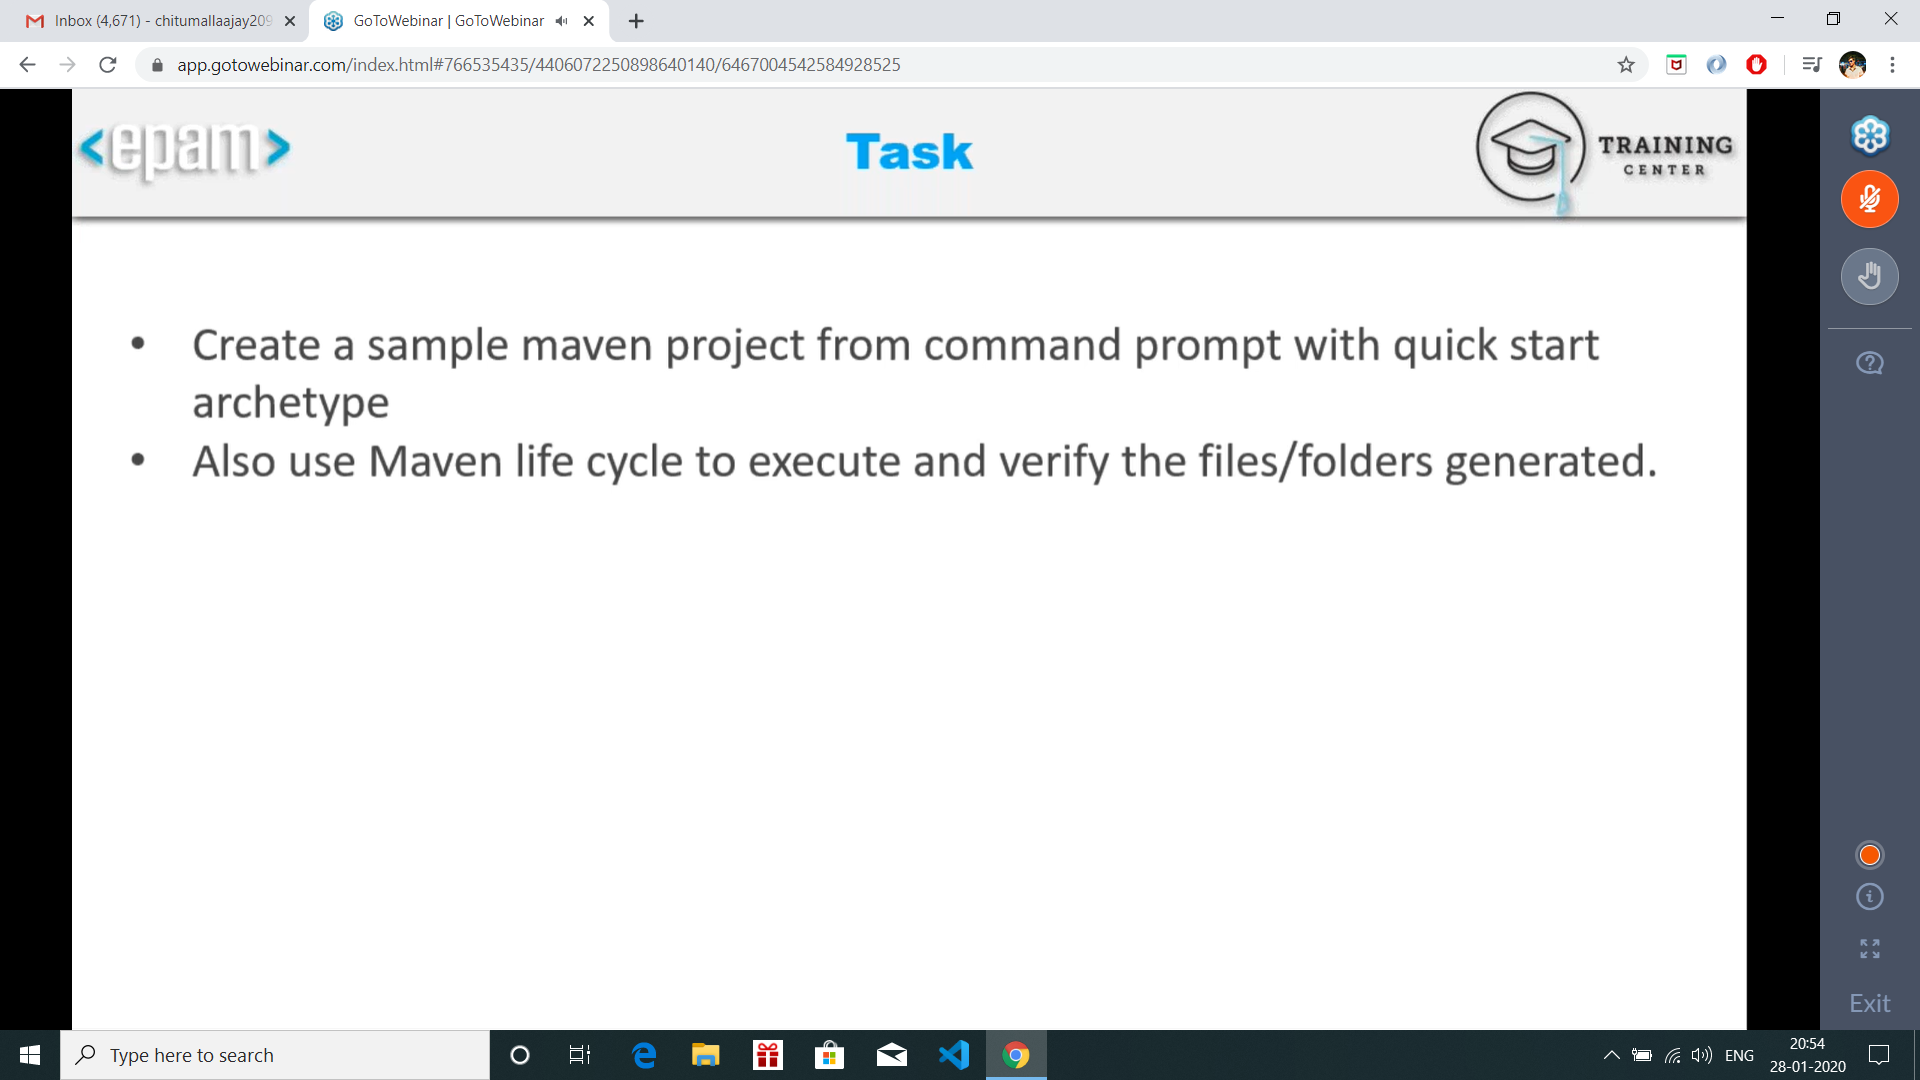 Inbox (4,671) - chitumallaajay209
GoToWebinar | GoToWebinar
app.gotowebinar.com/index.html#766535435/4406072250898640140/6467004542584928525
<epam>
Task
TRAINING
CENTER
• Create a sample maven project from command prompt with quick start
archetype
• Also use Maven life cycle to execute and verify the files/folders generated.
Exit
Type here to search
ENG
20:54
28-01-2020